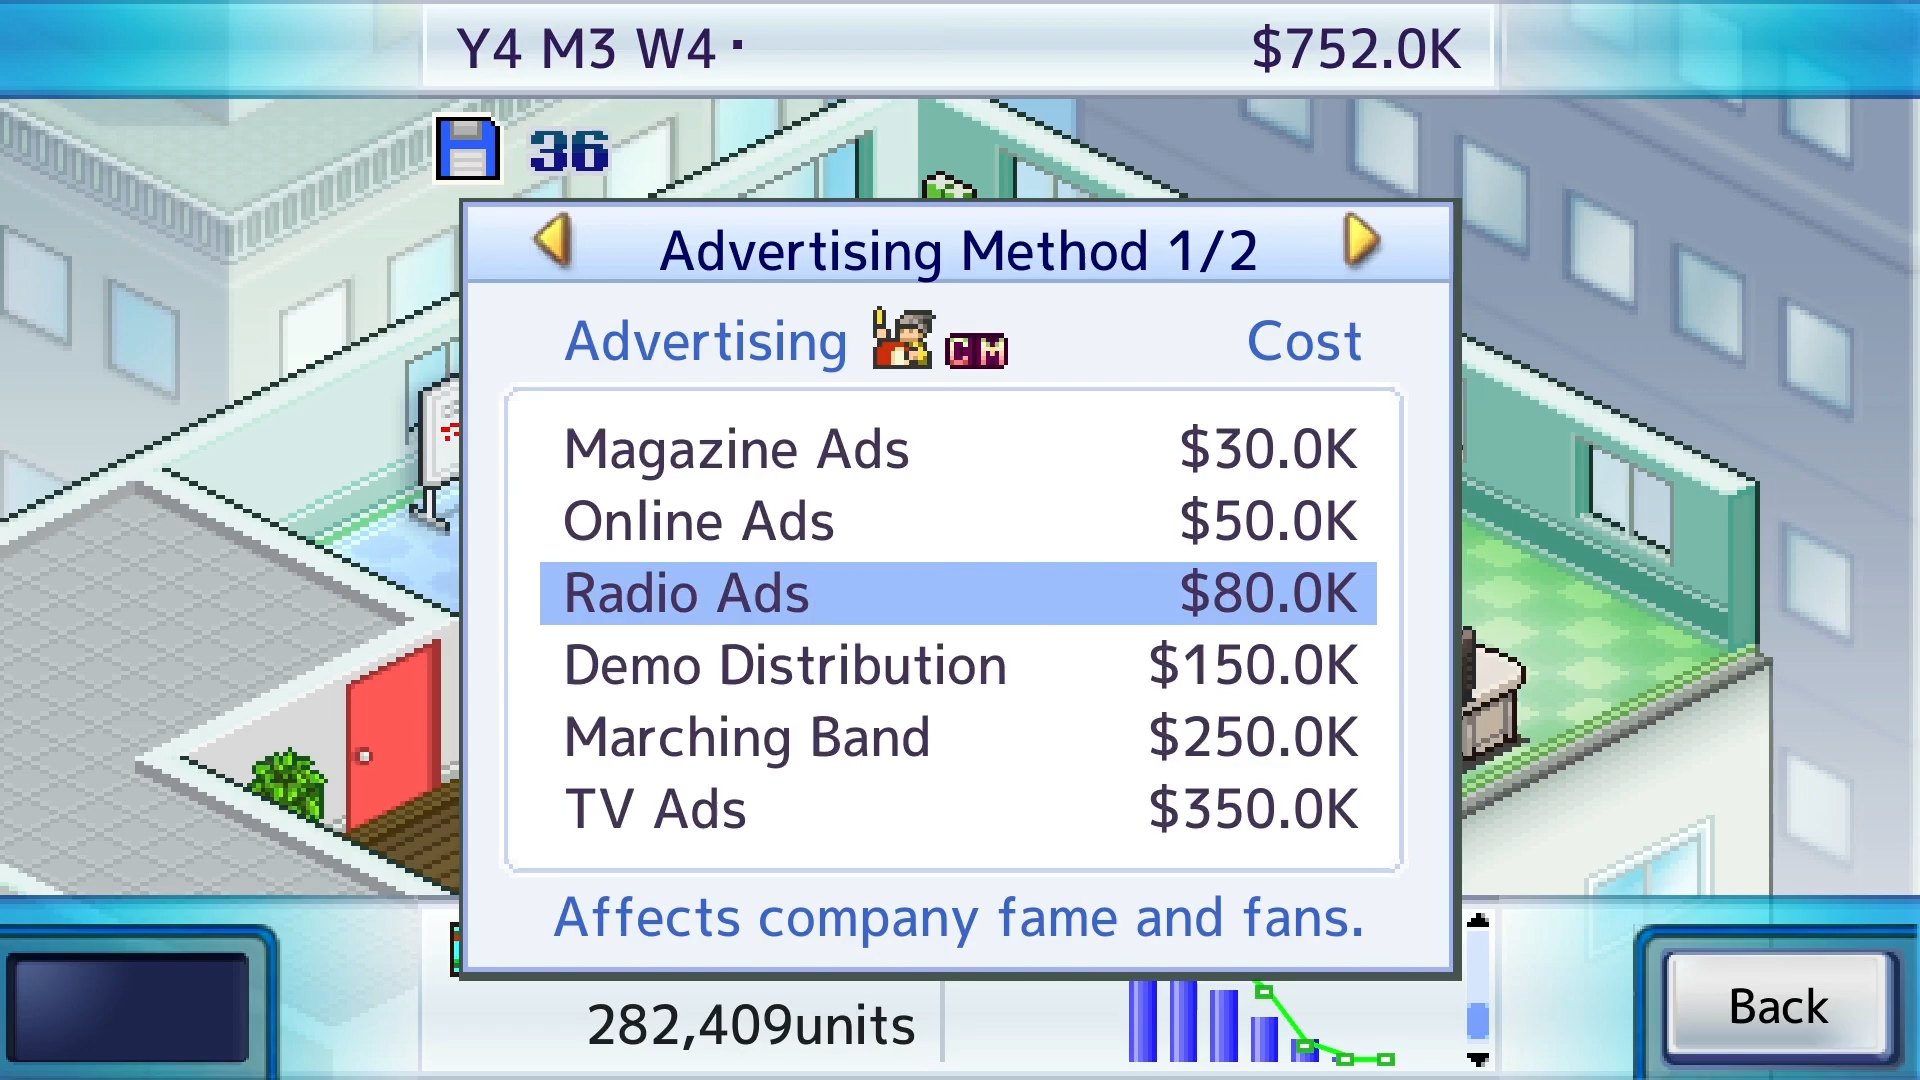 Y4 M3 W4 $752.0K
36
Advertising Method 1/2
Advertising CM Cost
Magazine Ads $30.0K
Online Ads $50.0K
Radio Ads $80.0K
Demo Distribution $150.0K
Marching Band $250.0K
TV Ads $350.0K
Affects company fame and fans.
282,409units
Back